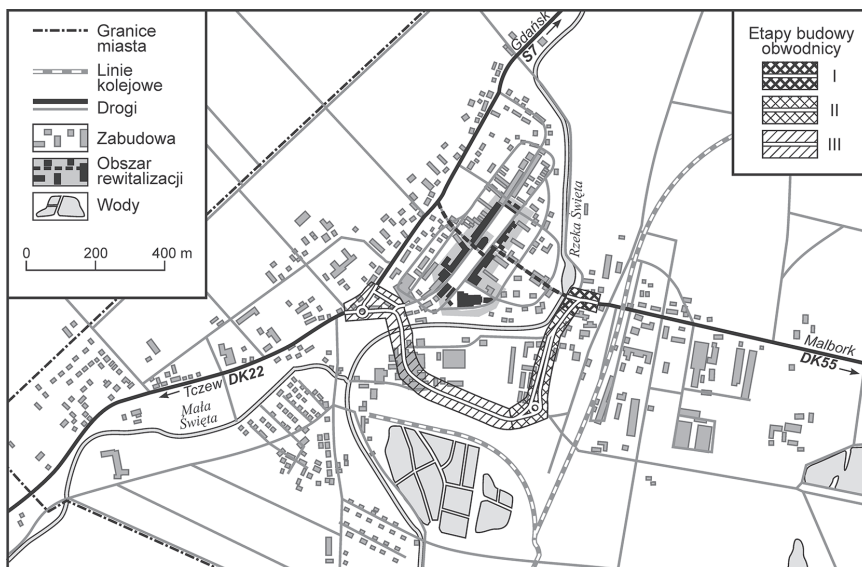 Granice
miasta
Linie
kolejowe
Drogi
Zabudowa
Obszar
rewitalizacji
Wody
0 200 400 m
Gdańsk
S7
Etapy budowy
obwodnicy
I
II
III
Rzeka Święta
Malbork
DK55
Tczew DK22
Mała
Święta